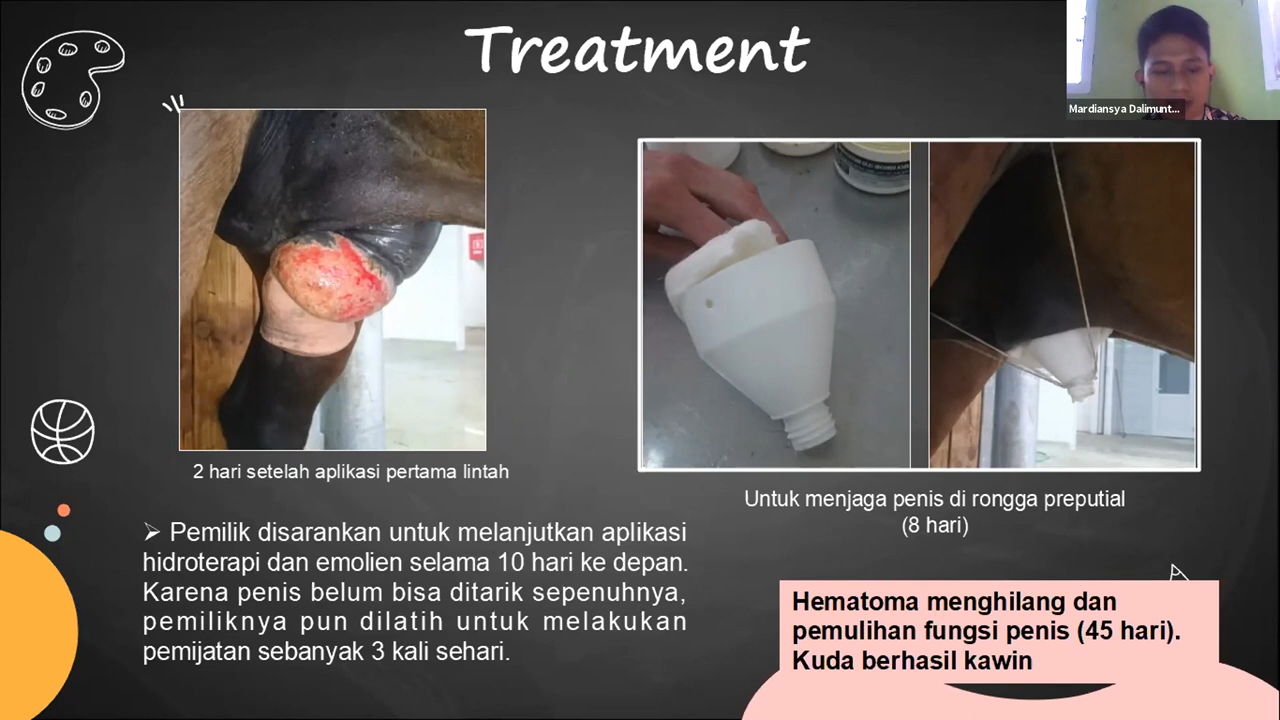 Treatment
Mardiansya Dalimunt...
2 hari setelah aplikasi pertama lintah
Untuk menjaga penis di rongga preputial
(8 hari)
➢ Pemilik disarankan untuk melanjutkan aplikasi
hidroterapi dan emolien selama 10 hari ke depan.
Karena penis belum bisa ditarik sepenuhnya,
pemiliknya pun dilatih untuk melakukan
pemijatan sebanyak 3 kali sehari.
Hematoma menghilang dan
pemulihan fungsi penis (45 hari).
Kuda berhasil kawin